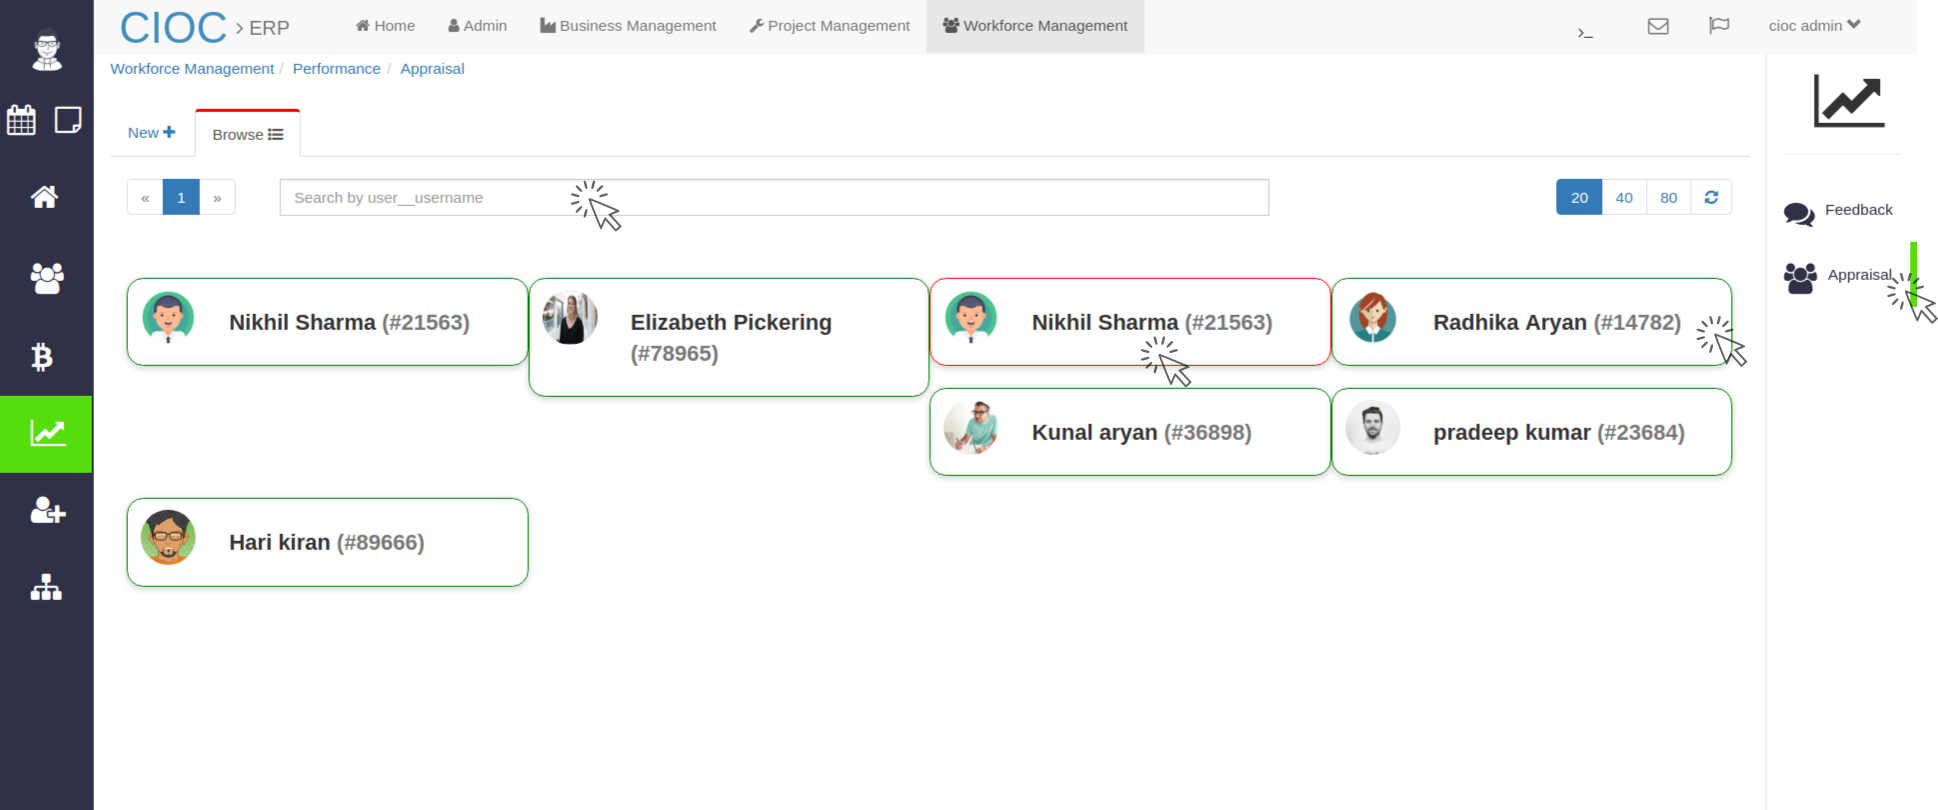 CIOC > ERP
Home
Admin
Business Management
Project Management
Workforce Management
>_
cioc admin
Workforce Management / Performance / Appraisal
New
Browse
« 1 »
Search by user__username
20 40 80
Feedback
Appraisal
Nikhil Sharma (#21563)
Elizabeth Pickering
(#78965)
Nikhil Sharma (#21563)
Radhika Aryan (#14782)
Kunal aryan (#36898)
pradeep kumar (#23684)
Hari kiran (#89666)